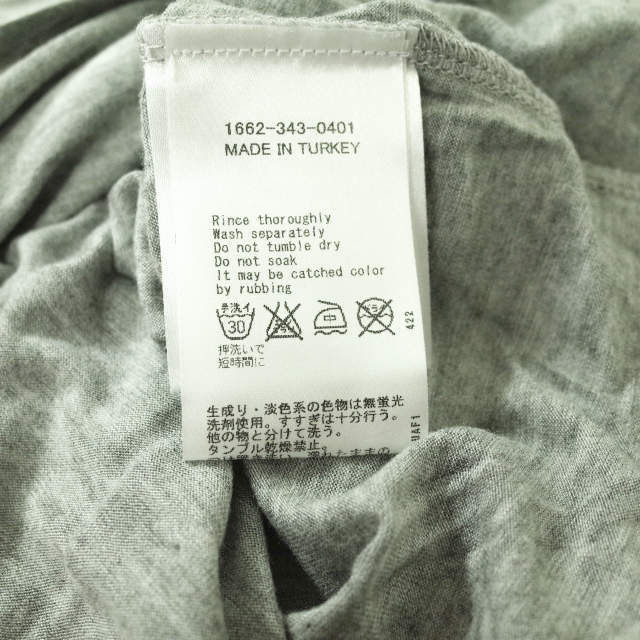 1662-343-0401
MADE IN TURKEY
Rince thoroughly
Wash separately
Do not tumble dry
Do not soak
It may be catched color
by rubbing
手洗イ
30
中
422
押洗いで
短時間に
生成り・淡色系の色物は無蛍光
洗剤使用。すすぎは十分行う。
他の物と分けて洗う。
タンブル乾燥禁止